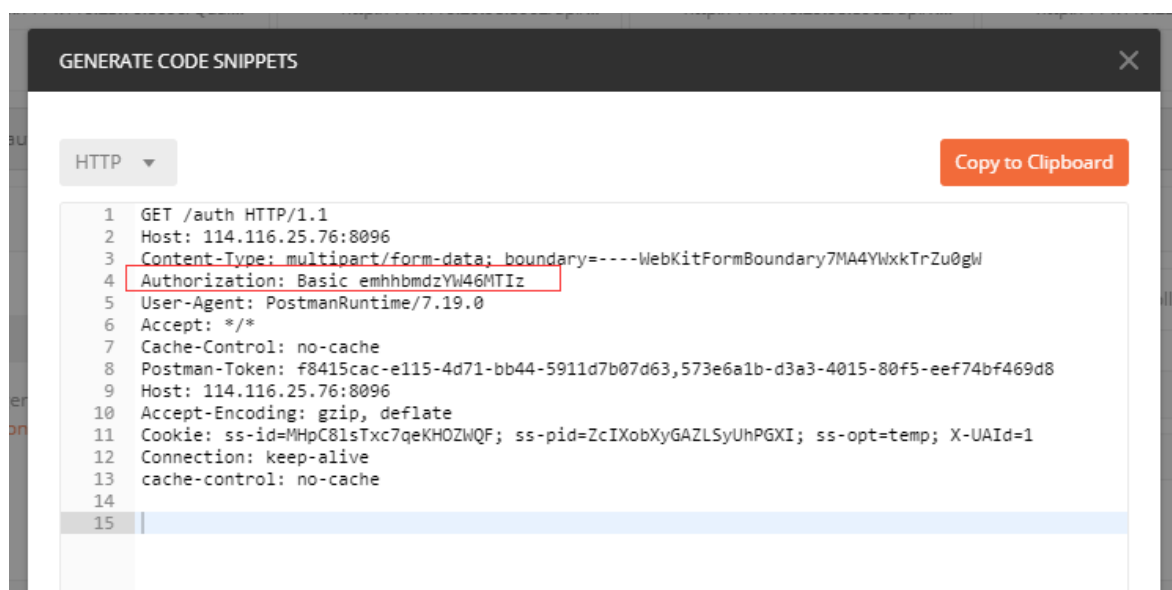 GENERATE CODE SNIPPETS
HTTP
Copy to Clipboard
1 GET /auth HTTP/1.1
2 Host: 114.116.25.76:8096
3 Content-Type: multipart/form-data; boundary=----WebKitFormBoundary7MA4YWxkTrZu0gW
4 Authorization: Basic emhhbmdzYW46MTIz
5 User-Agent: PostmanRuntime/7.19.0
6 Accept: */*
7 Cache-Control: no-cache
8 Postman-Token: f8415cac-e115-4d71-bb44-5911d7b07d63,573e6a1b-d3a3-4015-80f5-eef74bf469d8
9 Host: 114.116.25.76:8096
10 Accept-Encoding: gzip, deflate
11 Cookie: ss-id=MHpC8lsTxc7qeKHOZWQF; ss-pid=ZcIXobXyGAZLSyUhPGXI; ss-opt=temp; X-UAId=1
12 Connection: keep-alive
13 cache-control: no-cache
14
15